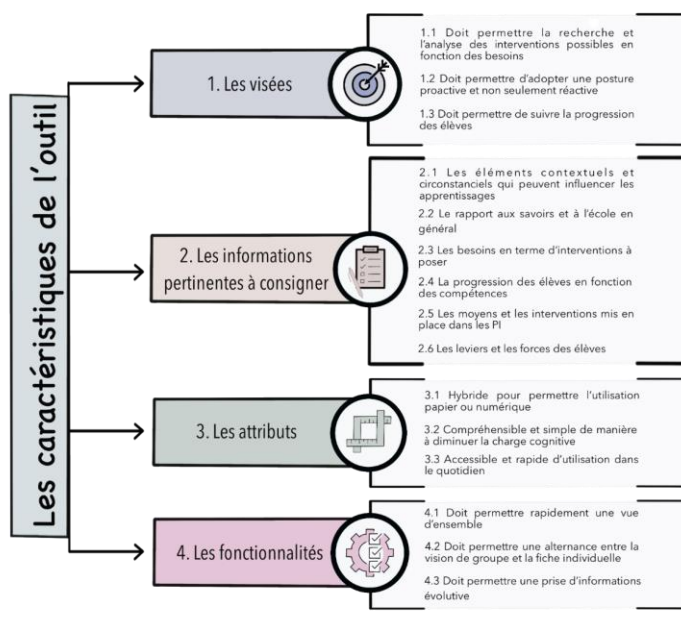 Les caractéristiques de l'outil
1. Les visées
1.1 Doit permettre la recherche et
l'analyse des interventions possibles en
fonction des besoins
1.2 Doit permettre d'adopter une posture
proactive et non seulement réactive
1.3 Doit permettre de suivre la progression
des élèves
2. Les informations
pertinentes à consigner
2.1 Les éléments contextuels et
circonstanciels qui peuvent influencer les
apprentissages
2.2 Le rapport aux savoirs et à l'école en
général
2.3 Les besoins en terme d'interventions à
poser
2.4 La progression des élèves en fonction
des compétences
2.5 Les moyens et les interventions mis en
place dans les PI
2.6 Les leviers et les forces des élèves
3. Les attributs
3.1 Hybride pour permettre l'utilisation
papier ou numérique
3.2 Compréhensible et simple de manière
à diminuer la charge cognitive
3.3 Accessible et rapide d'utilisation dans
le quotidien
4. Les fonctionnalités
4.1 Doit permettre rapidement une vue
d'ensemble
4.2 Doit permettre une alternance entre la
vision de groupe et la fiche individuelle
4.3 Doit permettre une prise d'informations
évolutive